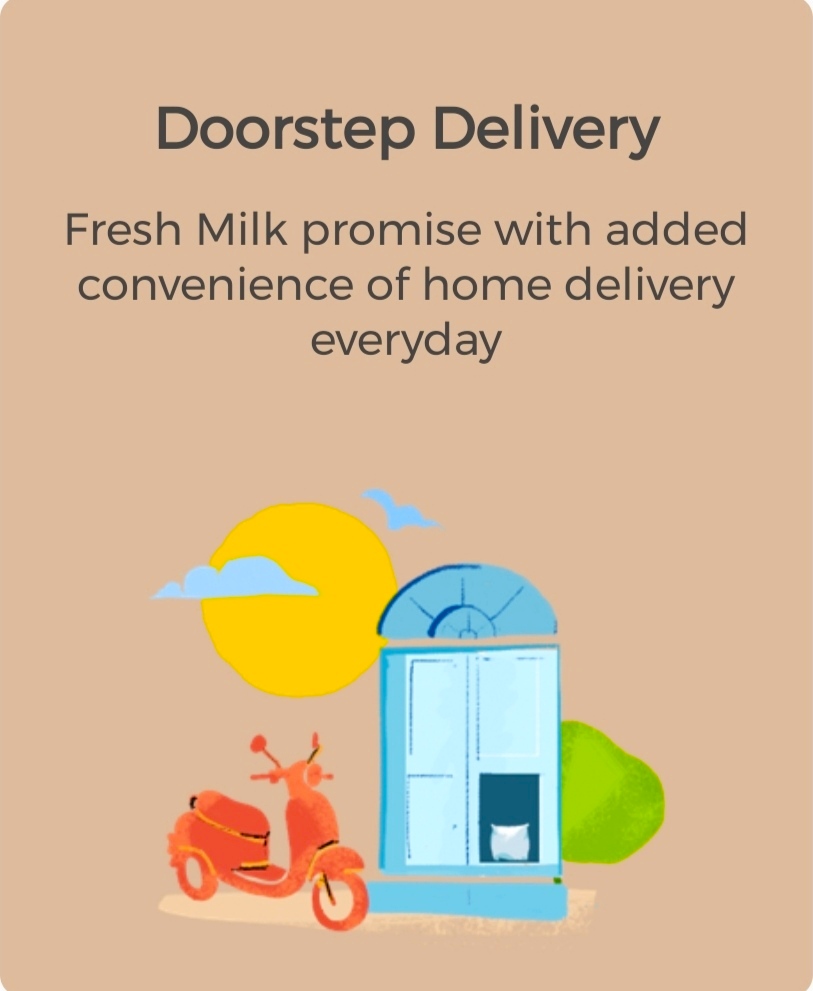 Doorstep Delivery
Fresh Milk promise with added
convenience of home delivery
everyday